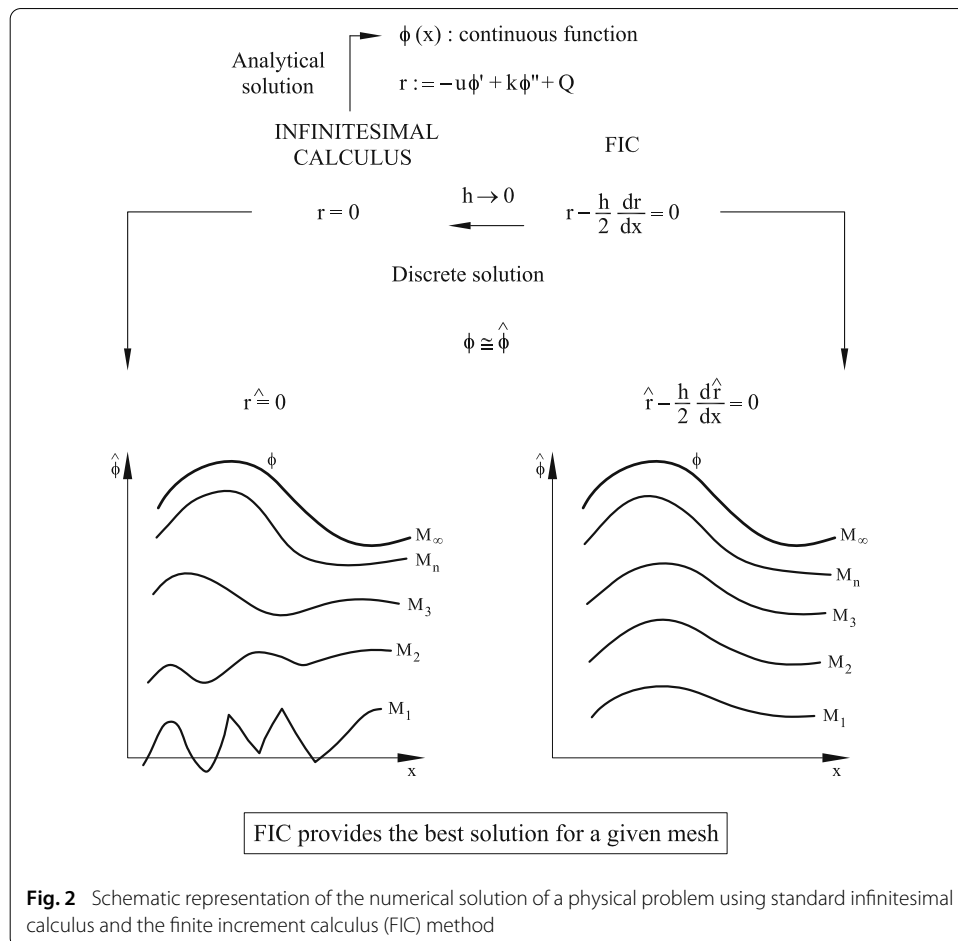 ϕ (x) : continuous function
Analytical
solution
r := −uϕ' + kϕ" + Q
INFINITESIMAL
CALCULUS
FIC
h → 0
r = 0
r − h/2 dr/dx = 0
Discrete solution
ϕ ≅ ϕ̂
r ≙ 0
r̂ − h/2 dr̂/dx = 0
ϕ̂
ϕ
M∞
Mₙ
M₃
M₂
M₁
x
ϕ̂
ϕ
M∞
Mₙ
M₃
M₂
M₁
x
FIC provides the best solution for a given mesh
Fig. 2 Schematic representation of the numerical solution of a physical problem using standard infinitesimal
calculus and the finite increment calculus (FIC) method